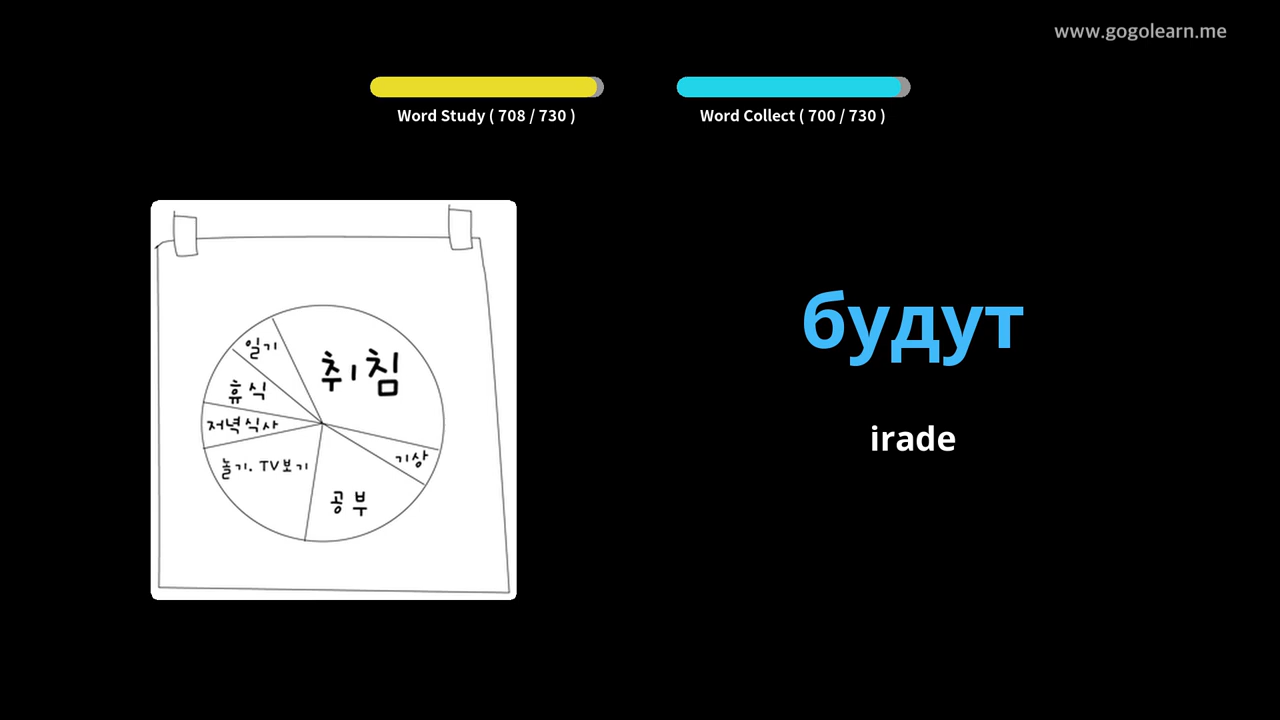 www.gogolearn.me
Word Study ( 708 / 730 )
Word Collect ( 700 / 730 )
일기
취침
휴식
저녁식사
놀기. TV보기
기상
공부
будут
irade